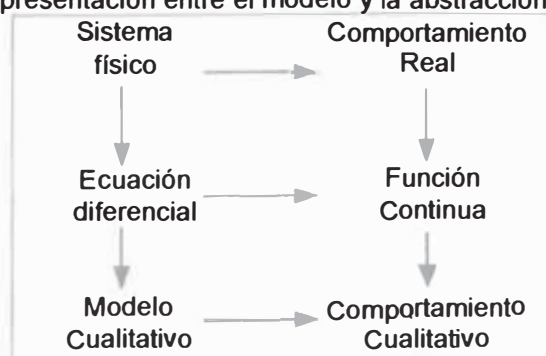 presentación entre el modelo y la abstracción
Sistema físico
Comportamiento Real
Ecuación diferencial
Función Continua
Modelo Cualitativo
Comportamiento Cualitativo